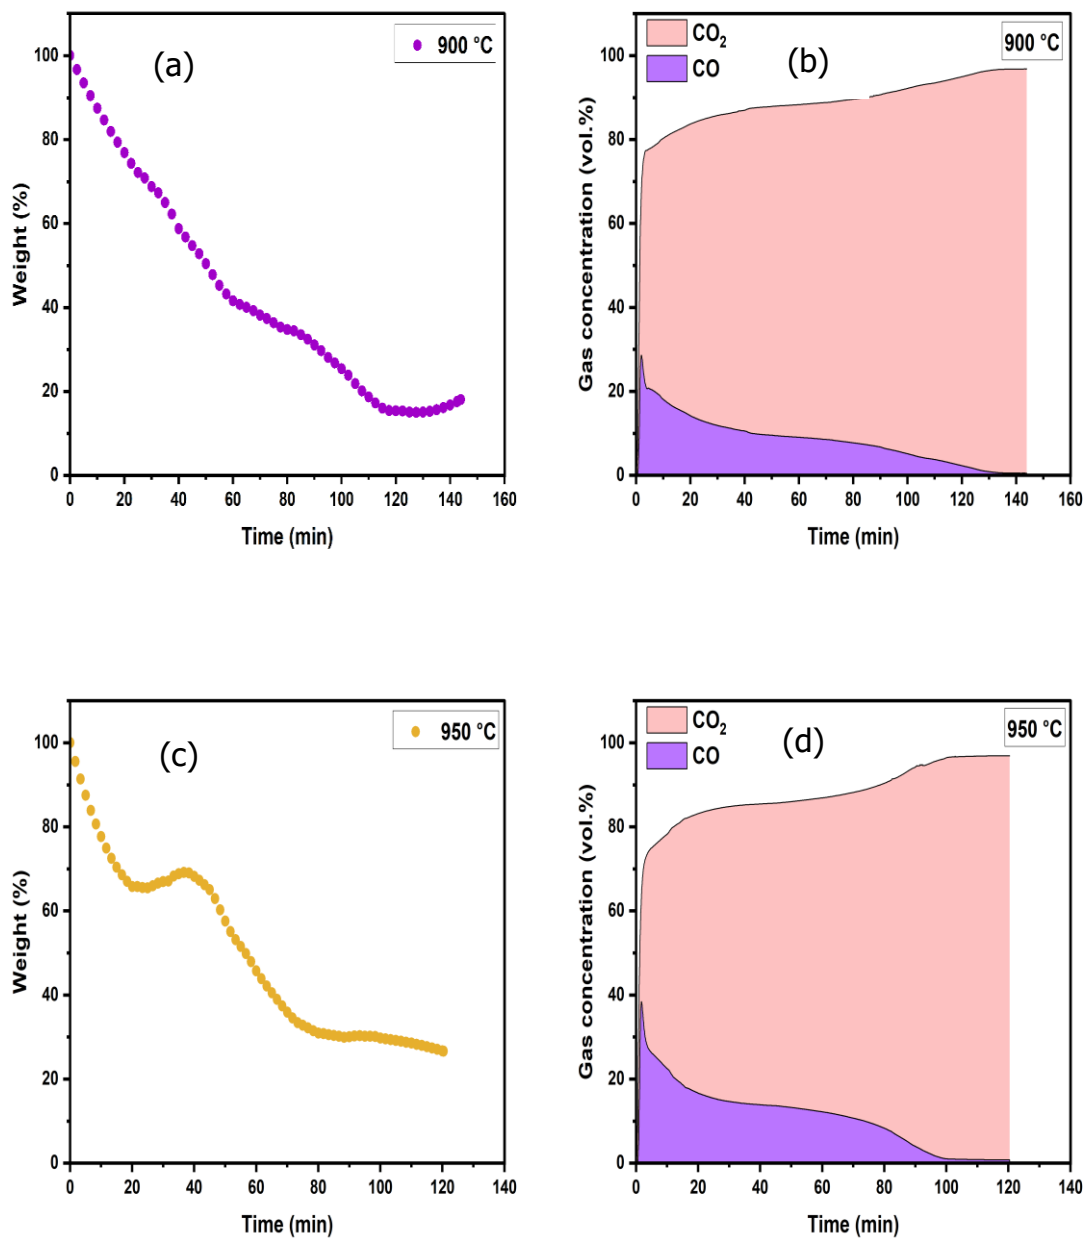 (a)
900 °C
Weight (%)
100
80
60
40
20
0
0 20 40 60 80 100 120 140 160
Time (min)
(b)
CO₂
CO
900 °C
Gas concentration (vol.%)
100
80
60
40
20
0
0 20 40 60 80 100 120 140 160
Time (min)
(c)
950 °C
Weight (%)
100
80
60
40
20
0
0 20 40 60 80 100 120 140
Time (min)
(d)
CO₂
CO
950 °C
Gas concentration (vol.%)
100
80
60
40
20
0
0 20 40 60 80 100 120 140
Time (min)